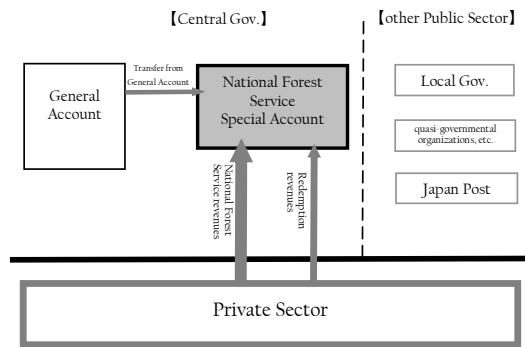 【Central Gov.】
【other Public Sector】
Transfer from
General Account
General
Account
National Forest
Service
Special Account
Local Gov.
quasi-governmental
organizations, etc.
Japan Post
National Forest
Service revenues
Redemption
revenues
Private Sector